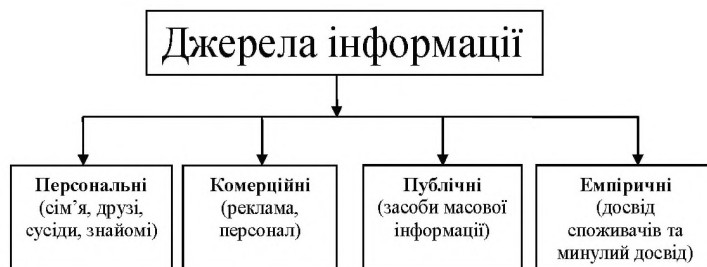 Джерела інформації
Персональні
(сім’я, друзі,
сусіди, знайомі)
Комерційні
(реклама,
персонал)
Публічні
(засоби масової
інформації)
Емпиричні
(досвід
споживачів та
минулий досвід)